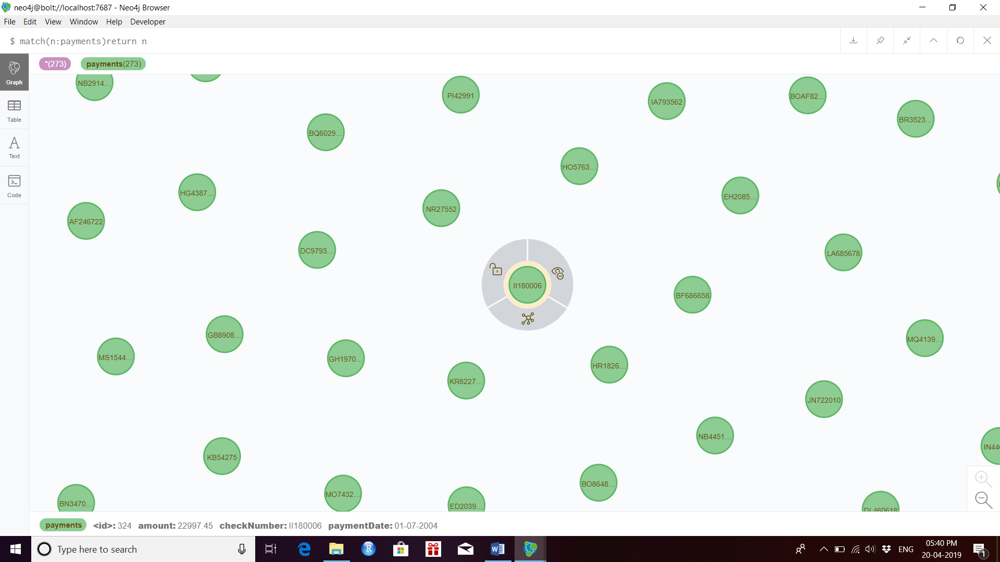 neo4j@bolt://localhost:7687 - Neo4j Browser
File Edit View Window Help Developer
$ match(n:payments)return n
*(273) payments(273)
Graph
Table
Text
Code
NB2914...
PI42991
IA793562
BOAF82...
BR3523...
BQ6029...
HO5763...
HG4387...
NR27552
EH2085...
AF246722
DC9793...
LA685678
II180006
BF686658
GB8908...
MS1544...
GH1970...
KR8227...
HR1826...
MQ4139...
JN722010
NB4451...
IN44
KB54275
BO8648...
MO7432...
BN3470...
ED2039...
DL460618
payments <id>: 324 amount: 22997.45 checkNumber: II180006 paymentDate: 01-07-2004
Type here to search
ENG
05:40 PM
20-04-2019
1